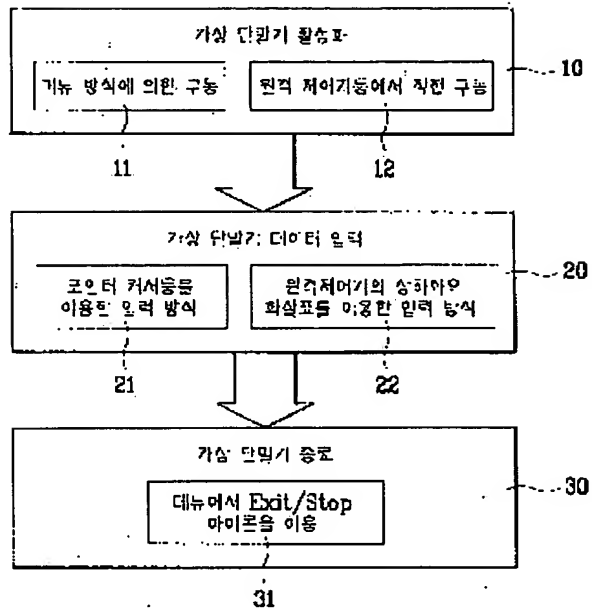 가상 단말기 활성화
메뉴 방식에 의한 구동
원격 제어기등에서 직접 구동
10
11
12
가상 단말기 데이터 입력
포인터 커서등을
이용한 입력 방식
원격제어기의 상하좌우
화살표를 이용한 입력 방식
20
21
22
가상 단말기 종료
메뉴에서 Exit/Stop
아이콘을 이용
30
31